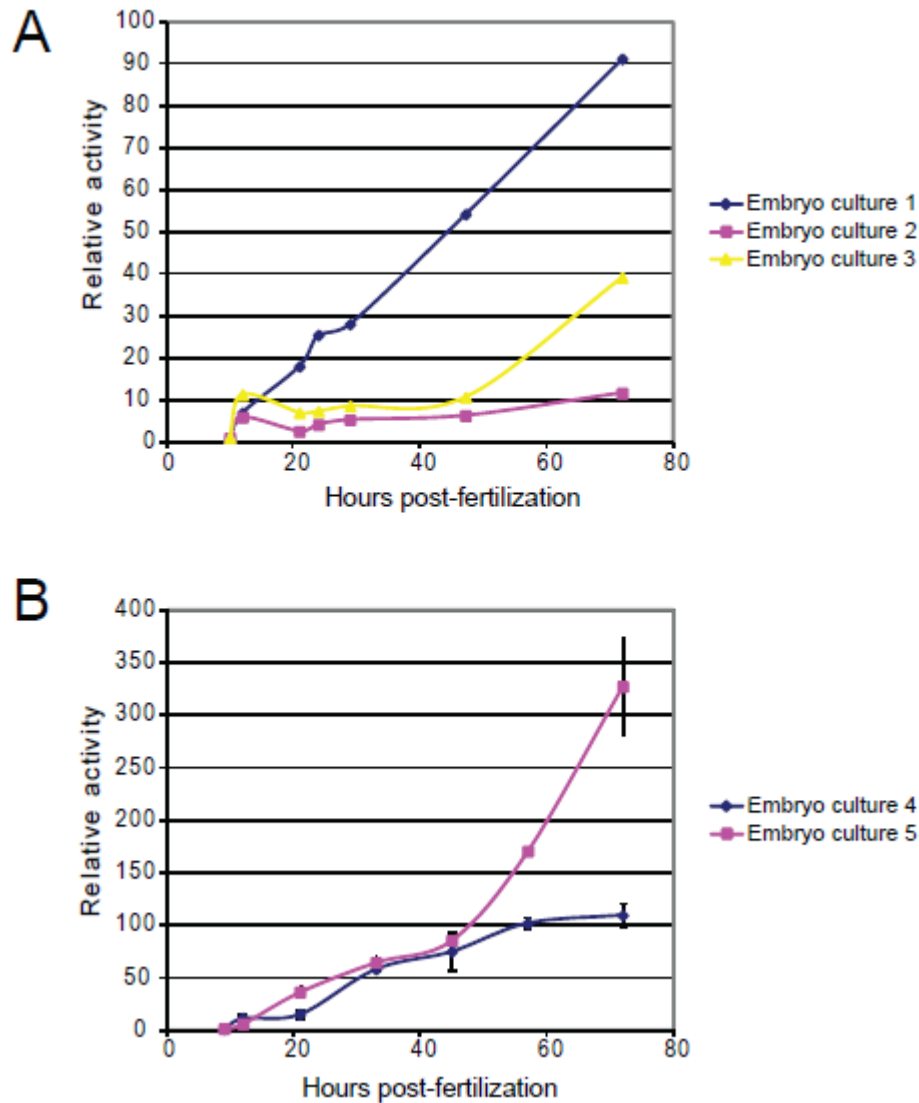 A
100
90
80
70
60
50
40
30
20
10
0
Relative activity
0 20 40 60 80
Hours post-fertilization
Embryo culture 1
Embryo culture 2
Embryo culture 3
B
400
350
300
250
200
150
100
50
0
Relative activity
0 20 40 60 80
Hours post-fertilization
Embryo culture 4
Embryo culture 5